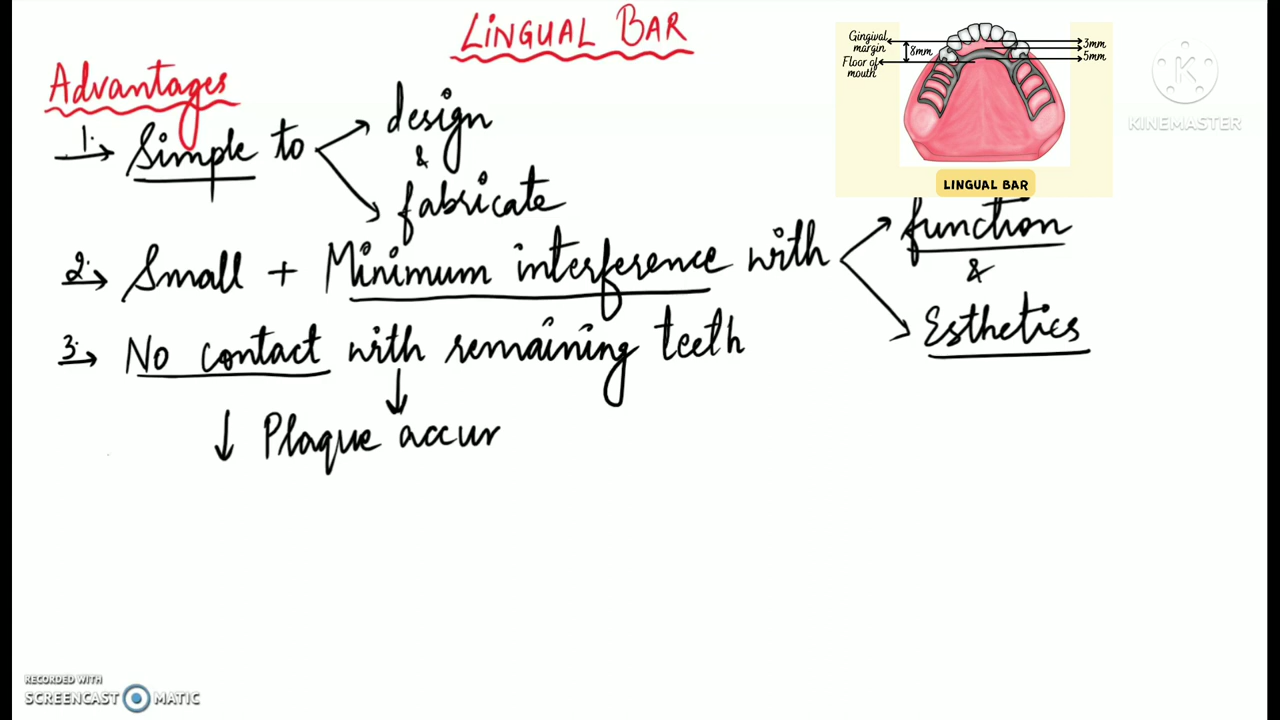 LINGUAL BAR
Gingival margin
8mm
3mm
5mm
Floor of mouth
LINGUAL BAR
KINEMASTER
Advantages
1. Simple to design & fabricate
2. Small + Minimum interference with function & Esthetics
3. No contact with remaining teeth
↓ Plaque accur
RECORDED WITH
SCREENCAST MATIC